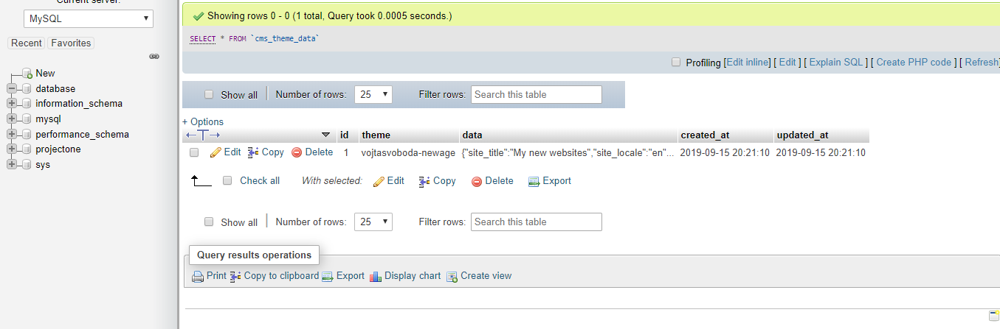 Current server:
MySQL
Recent Favorites
New
database
information_schema
mysql
performance_schema
projectone
sys
Showing rows 0 - 0 (1 total, Query took 0.0005 seconds.)
SELECT * FROM `cms_theme_data`
Profiling [Edit inline] [ Edit ] [ Explain SQL ] [ Create PHP code ] [ Refresh]
Show all Number of rows: 25 Filter rows: Search this table
+ Options
id theme data created_at updated_at
Edit Copy Delete 1 vojtasvoboda-newage {"site_title":"My new websites","site_locale":"en"... 2019-09-15 20:21:10 2019-09-15 20:21:10
Check all With selected: Edit Copy Delete Export
Show all Number of rows: 25 Filter rows: Search this table
Query results operations
Print Copy to clipboard Export Display chart Create view